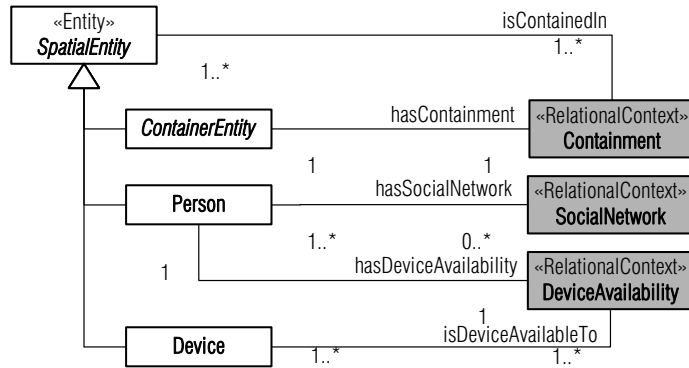 «Entity»
SpatialEntity
isContainedIn
1..*
1..*
ContainerEntity
hasContainment
«RelationalContext»
Containment
1
1
Person
hasSocialNetwork
«RelationalContext»
SocialNetwork
1..*
0..*
1
hasDeviceAvailability
«RelationalContext»
DeviceAvailability
1
Device
isDeviceAvailableTo
1..*
1..*